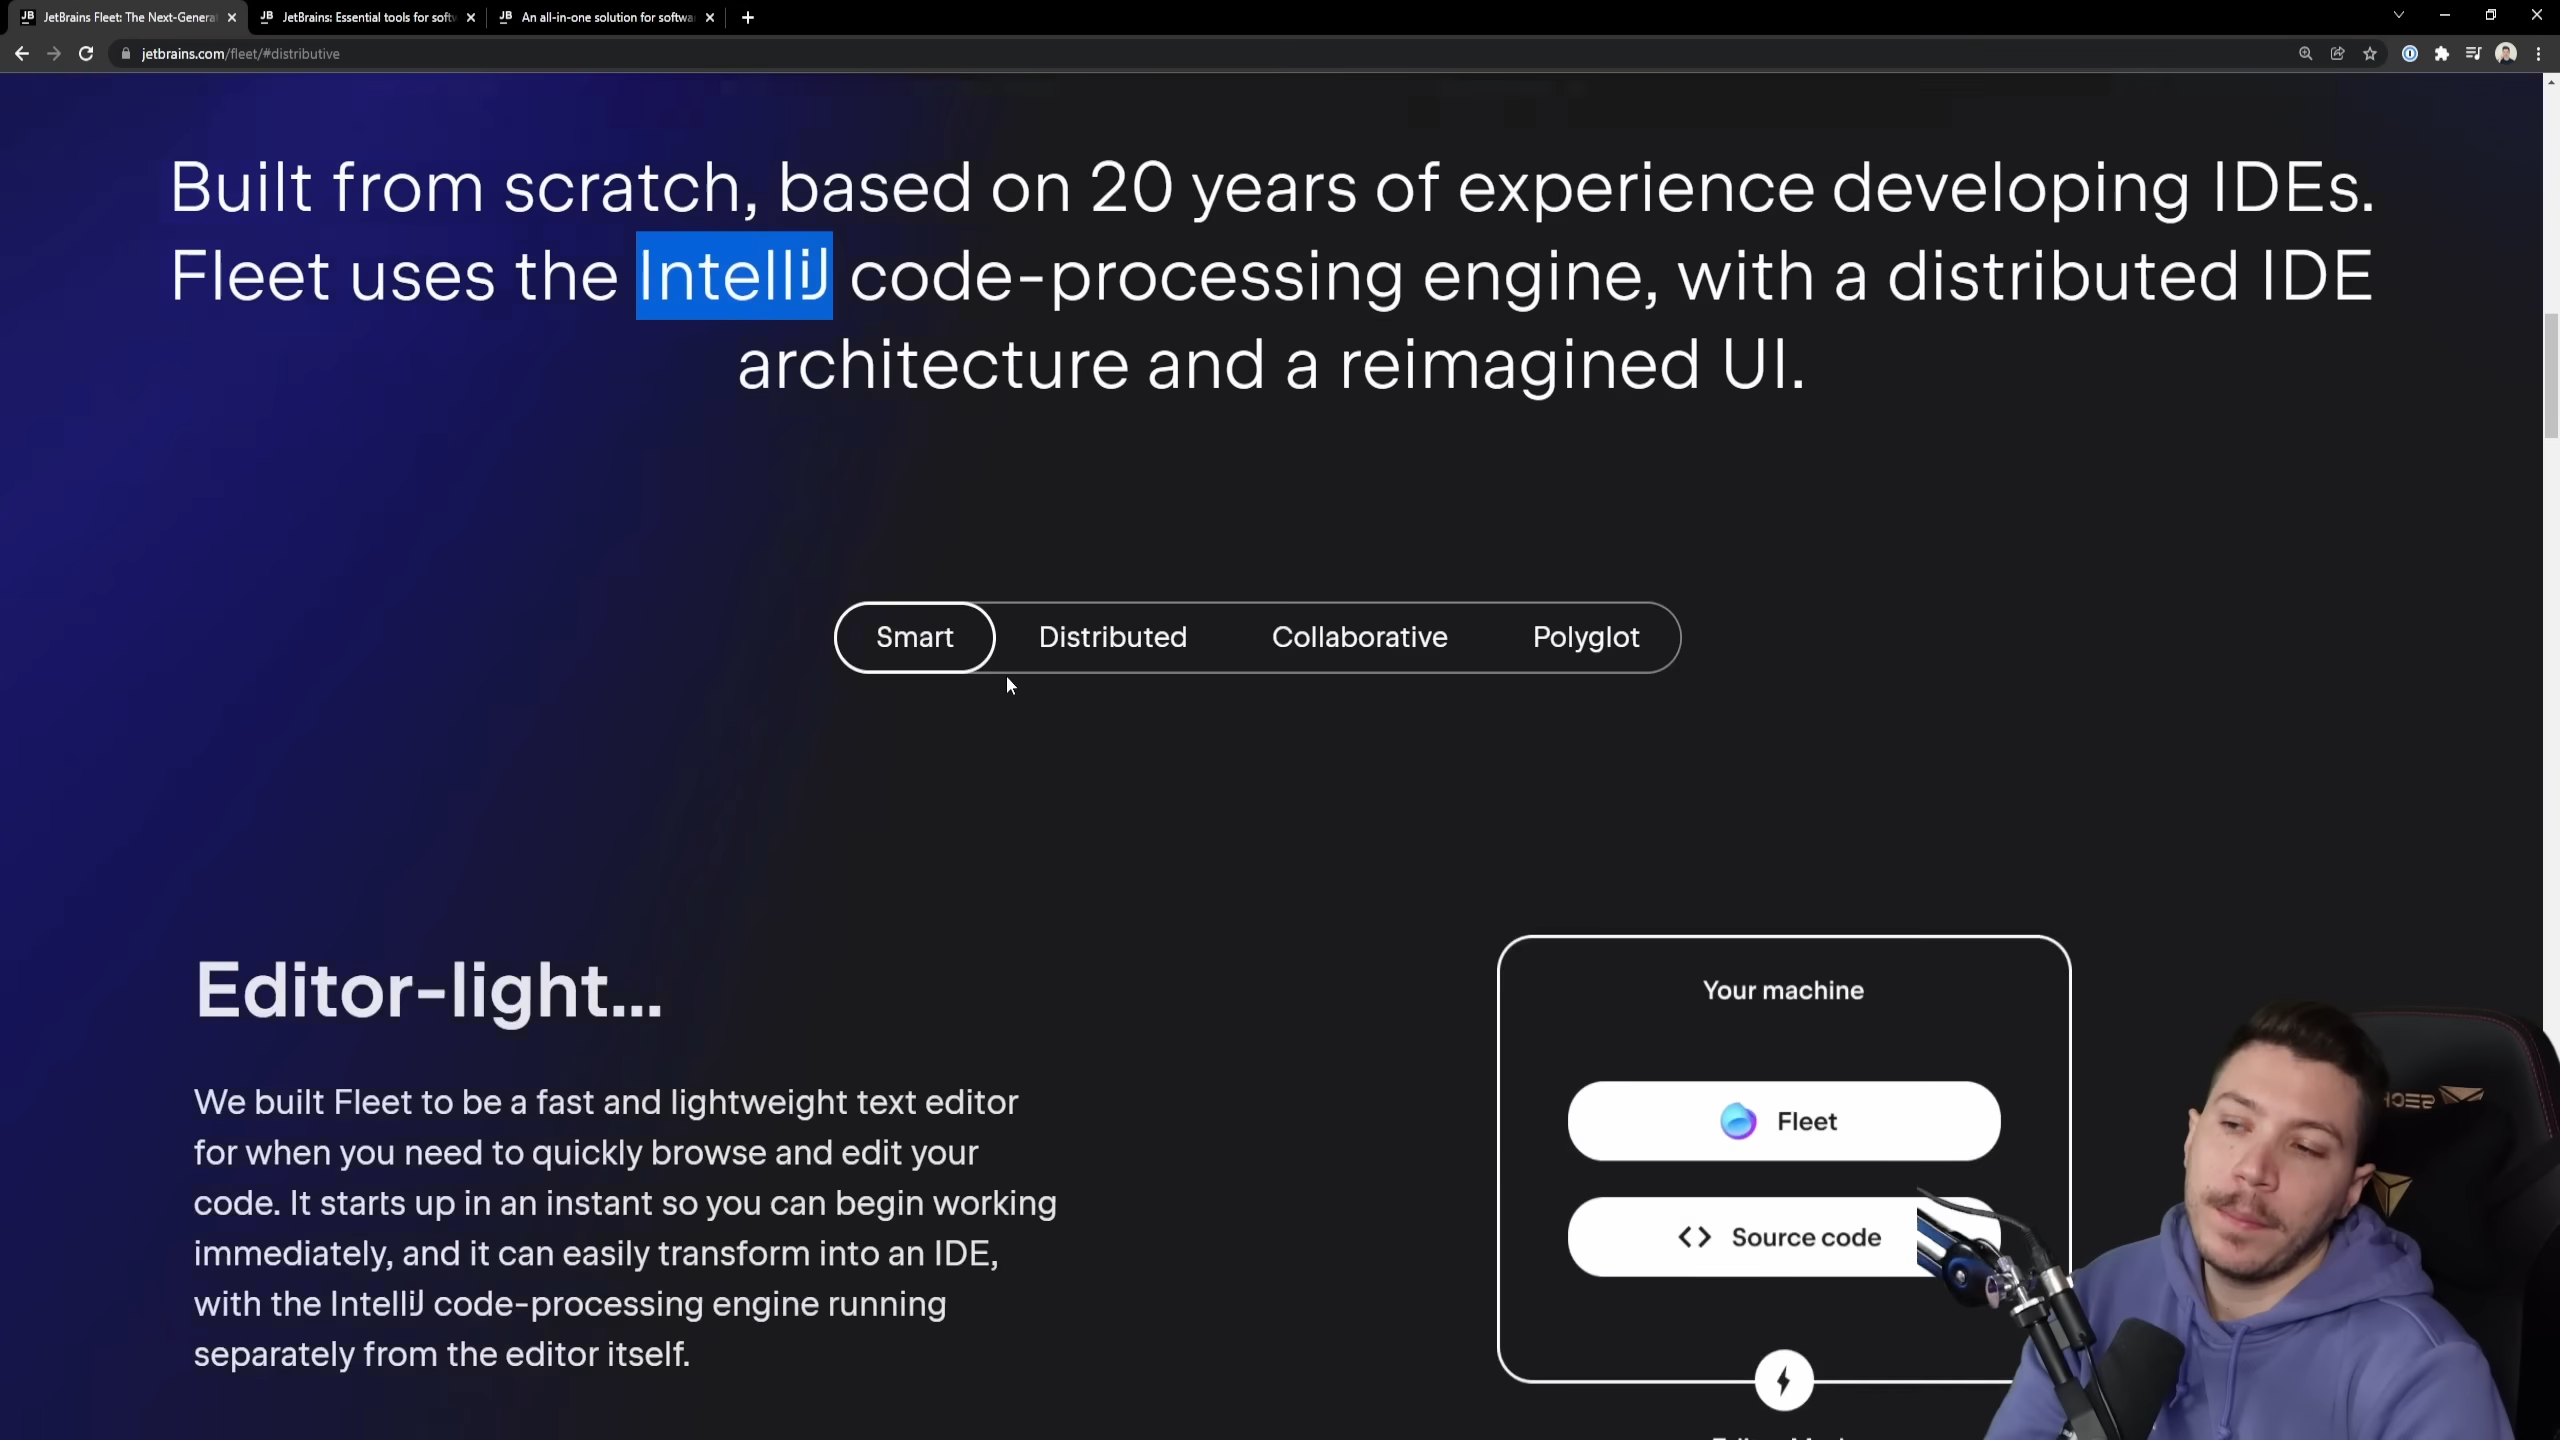 JetBrains Fleet: The Next-Genera
JetBrains: Essential tools for soft
An all-in-one solution for softwa
jetbrains.com/fleet/#distributive
Built from scratch, based on 20 years of experience developing IDEs.
Fleet uses the IntelliJ code-processing engine, with a distributed IDE
architecture and a reimagined UI.
Smart
Distributed
Collaborative
Polyglot
Editor-light...
We built Fleet to be a fast and lightweight text editor
for when you need to quickly browse and edit your
code. It starts up in an instant so you can begin working
immediately, and it can easily transform into an IDE,
with the IntelliJ code-processing engine running
separately from the editor itself.
Your machine
Fleet
<> Source code